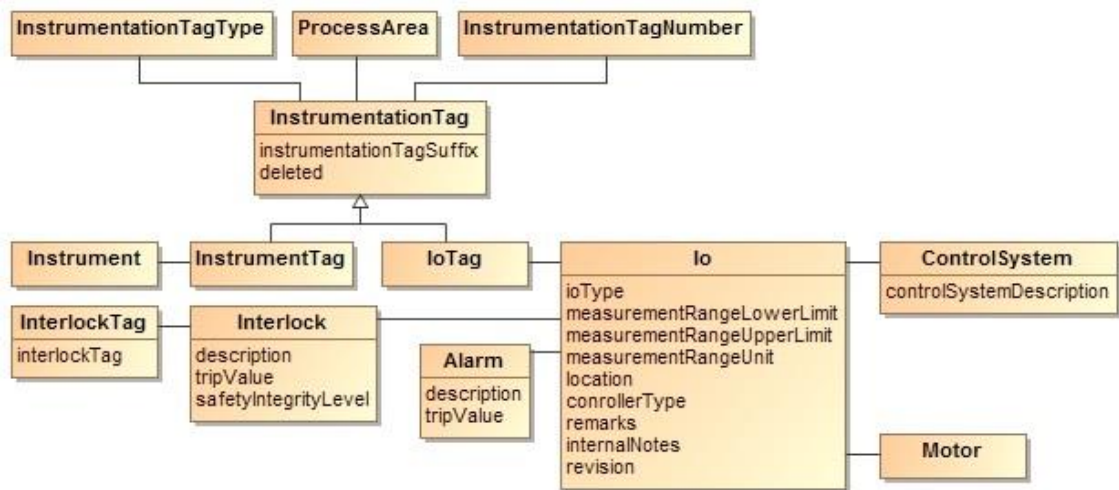 InstrumentationTagType
ProcessArea
InstrumentationTagNumber
InstrumentationTag
instrumentationTagSuffix
deleted
Instrument
InstrumentTag
IoTag
Io
ioType
measurementRangeLowerLimit
measurementRangeUpperLimit
measurementRangeUnit
location
conrollerType
remarks
internalNotes
revision
ControlSystem
controlSystemDescription
InterlockTag
interlockTag
Interlock
description
tripValue
safetyIntegrityLevel
Alarm
description
tripValue
Motor